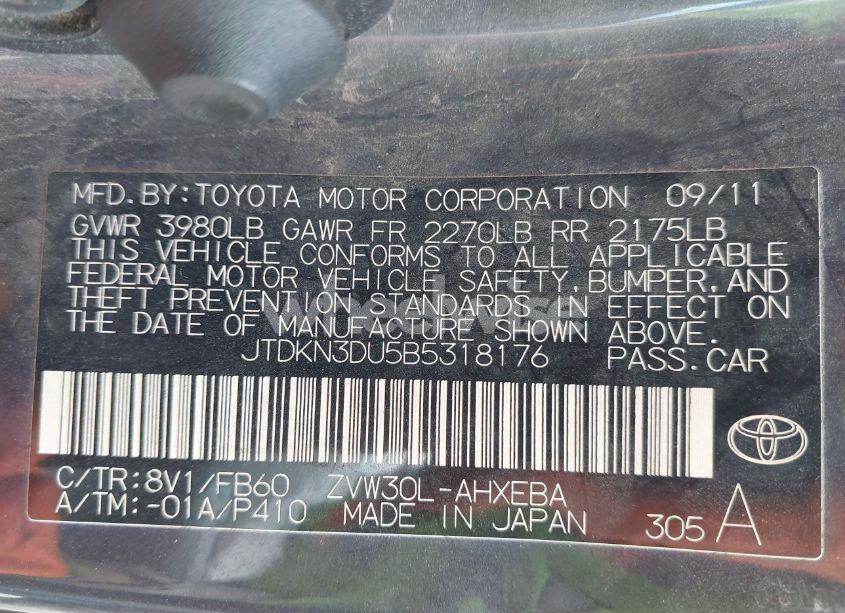 MFD.BY:TOYOTA MOTOR CORPORATION 09/11
GVWR 3980LB GAWR FR 2270LB RR 2175LB
THIS VEHICLE CONFORMS TO ALL APPLICABLE
FEDERAL MOTOR VEHICLE SAFETY,BUMPER,AND
THEFT PREVENTION STANDARDS IN EFFECT ON
THE DATE OF MANUFACTURE SHOWN ABOVE.
JTDKN3DU5B5318176 PASS.CAR
C/TR:8V1/FB60 ZVW30L-AHXEBA
A/TM:-01A/P410 MADE IN JAPAN 305 A